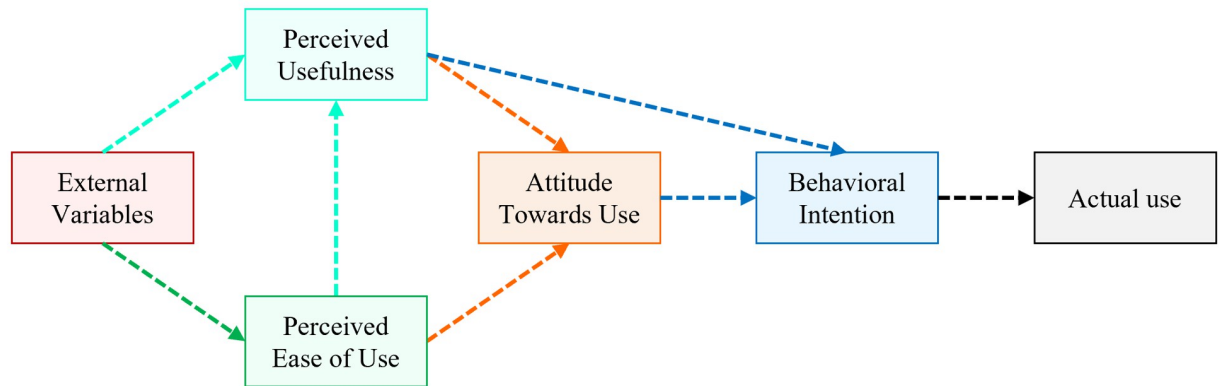 Perceived
Usefulness
External
Variables
Attitude
Towards Use
Behavioral
Intention
Actual use
Perceived
Ease of Use